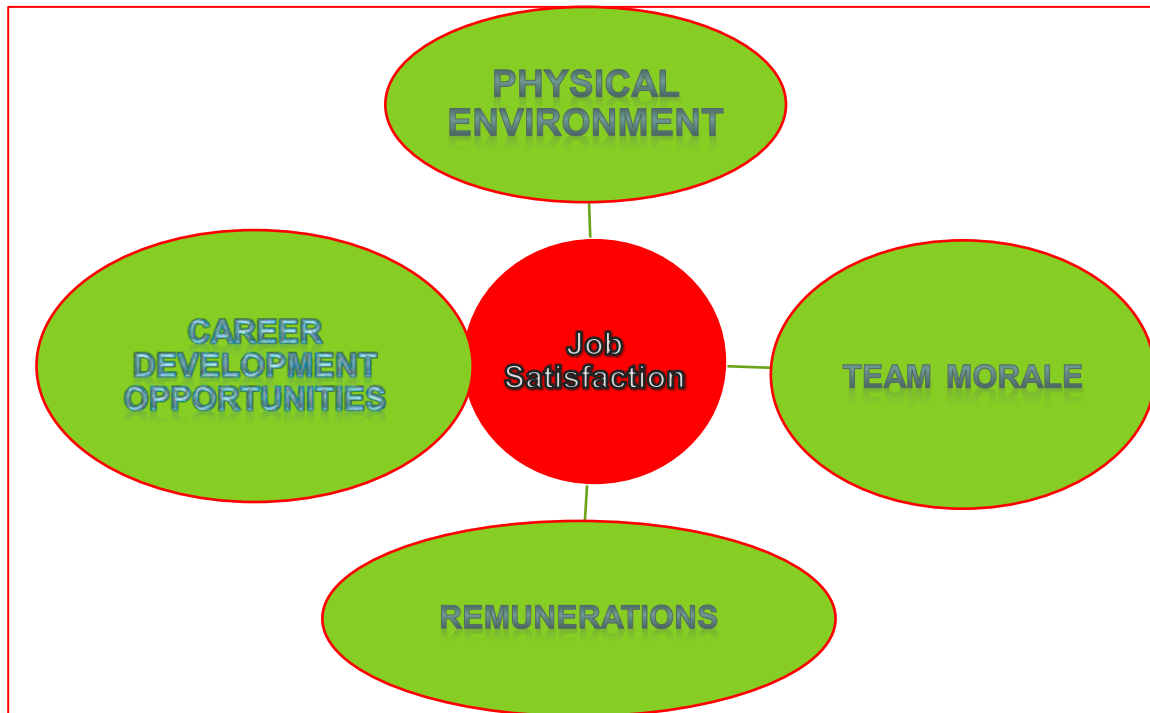 PHYSICAL
ENVIRONMENT
CAREER
DEVELOPMENT
OPPORTUNITIES
Job
Satisfaction
TEAM MORALE
REMUNERATIONS